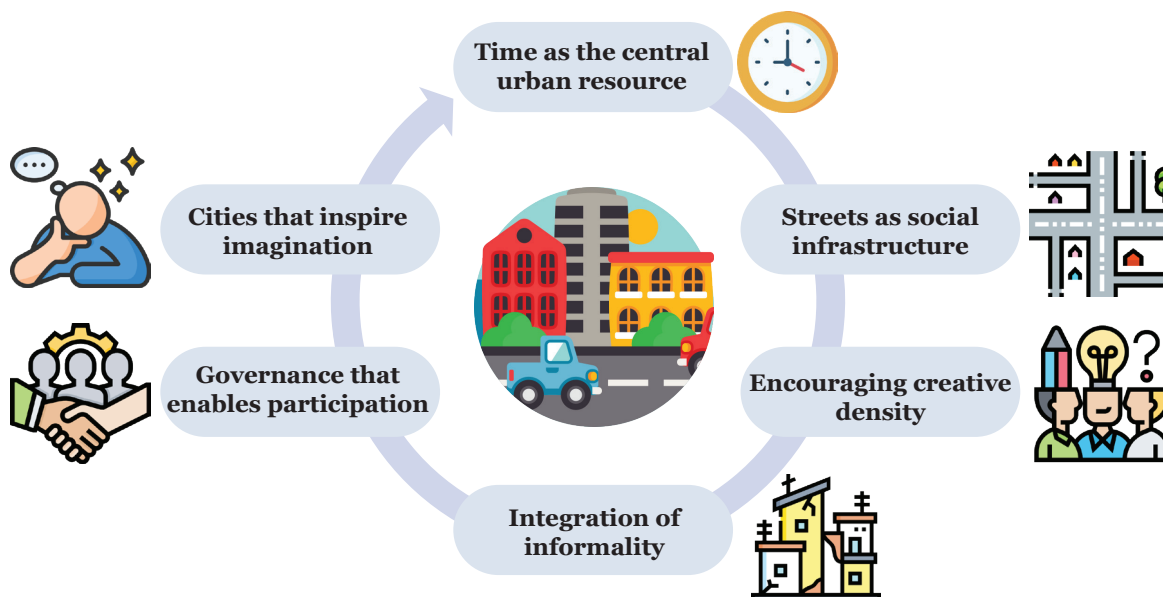 Time as the central
urban resource
Streets as social
infrastructure
Encouraging creative
density
Integration of
informality
Governance that
enables participation
Cities that inspire
imagination